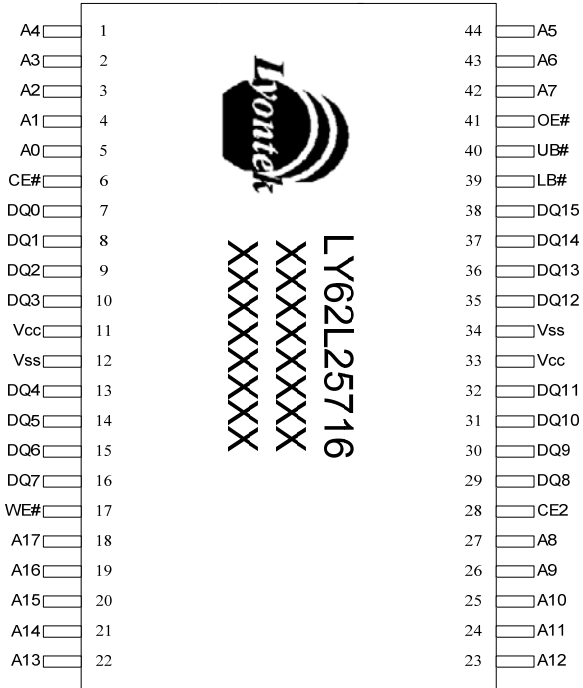 A4 1 44 A5
A3 2 43 A6
A2 3 42 A7
A1 4 41 OE#
A0 5 40 UB#
CE# 6 39 LB#
DQ0 7 38 DQ15
DQ1 8 37 DQ14
DQ2 9 36 DQ13
DQ3 10 35 DQ12
Vcc 11 34 Vss
Vss 12 33 Vcc
DQ4 13 32 DQ11
DQ5 14 31 DQ10
DQ6 15 30 DQ9
DQ7 16 29 DQ8
WE# 17 28 CE2
A17 18 27 A8
A16 19 26 A9
A15 20 25 A10
A14 21 24 A11
A13 22 23 A12
Lyontek
LY62L25716
XXXXXXXX
XXXXXXXX